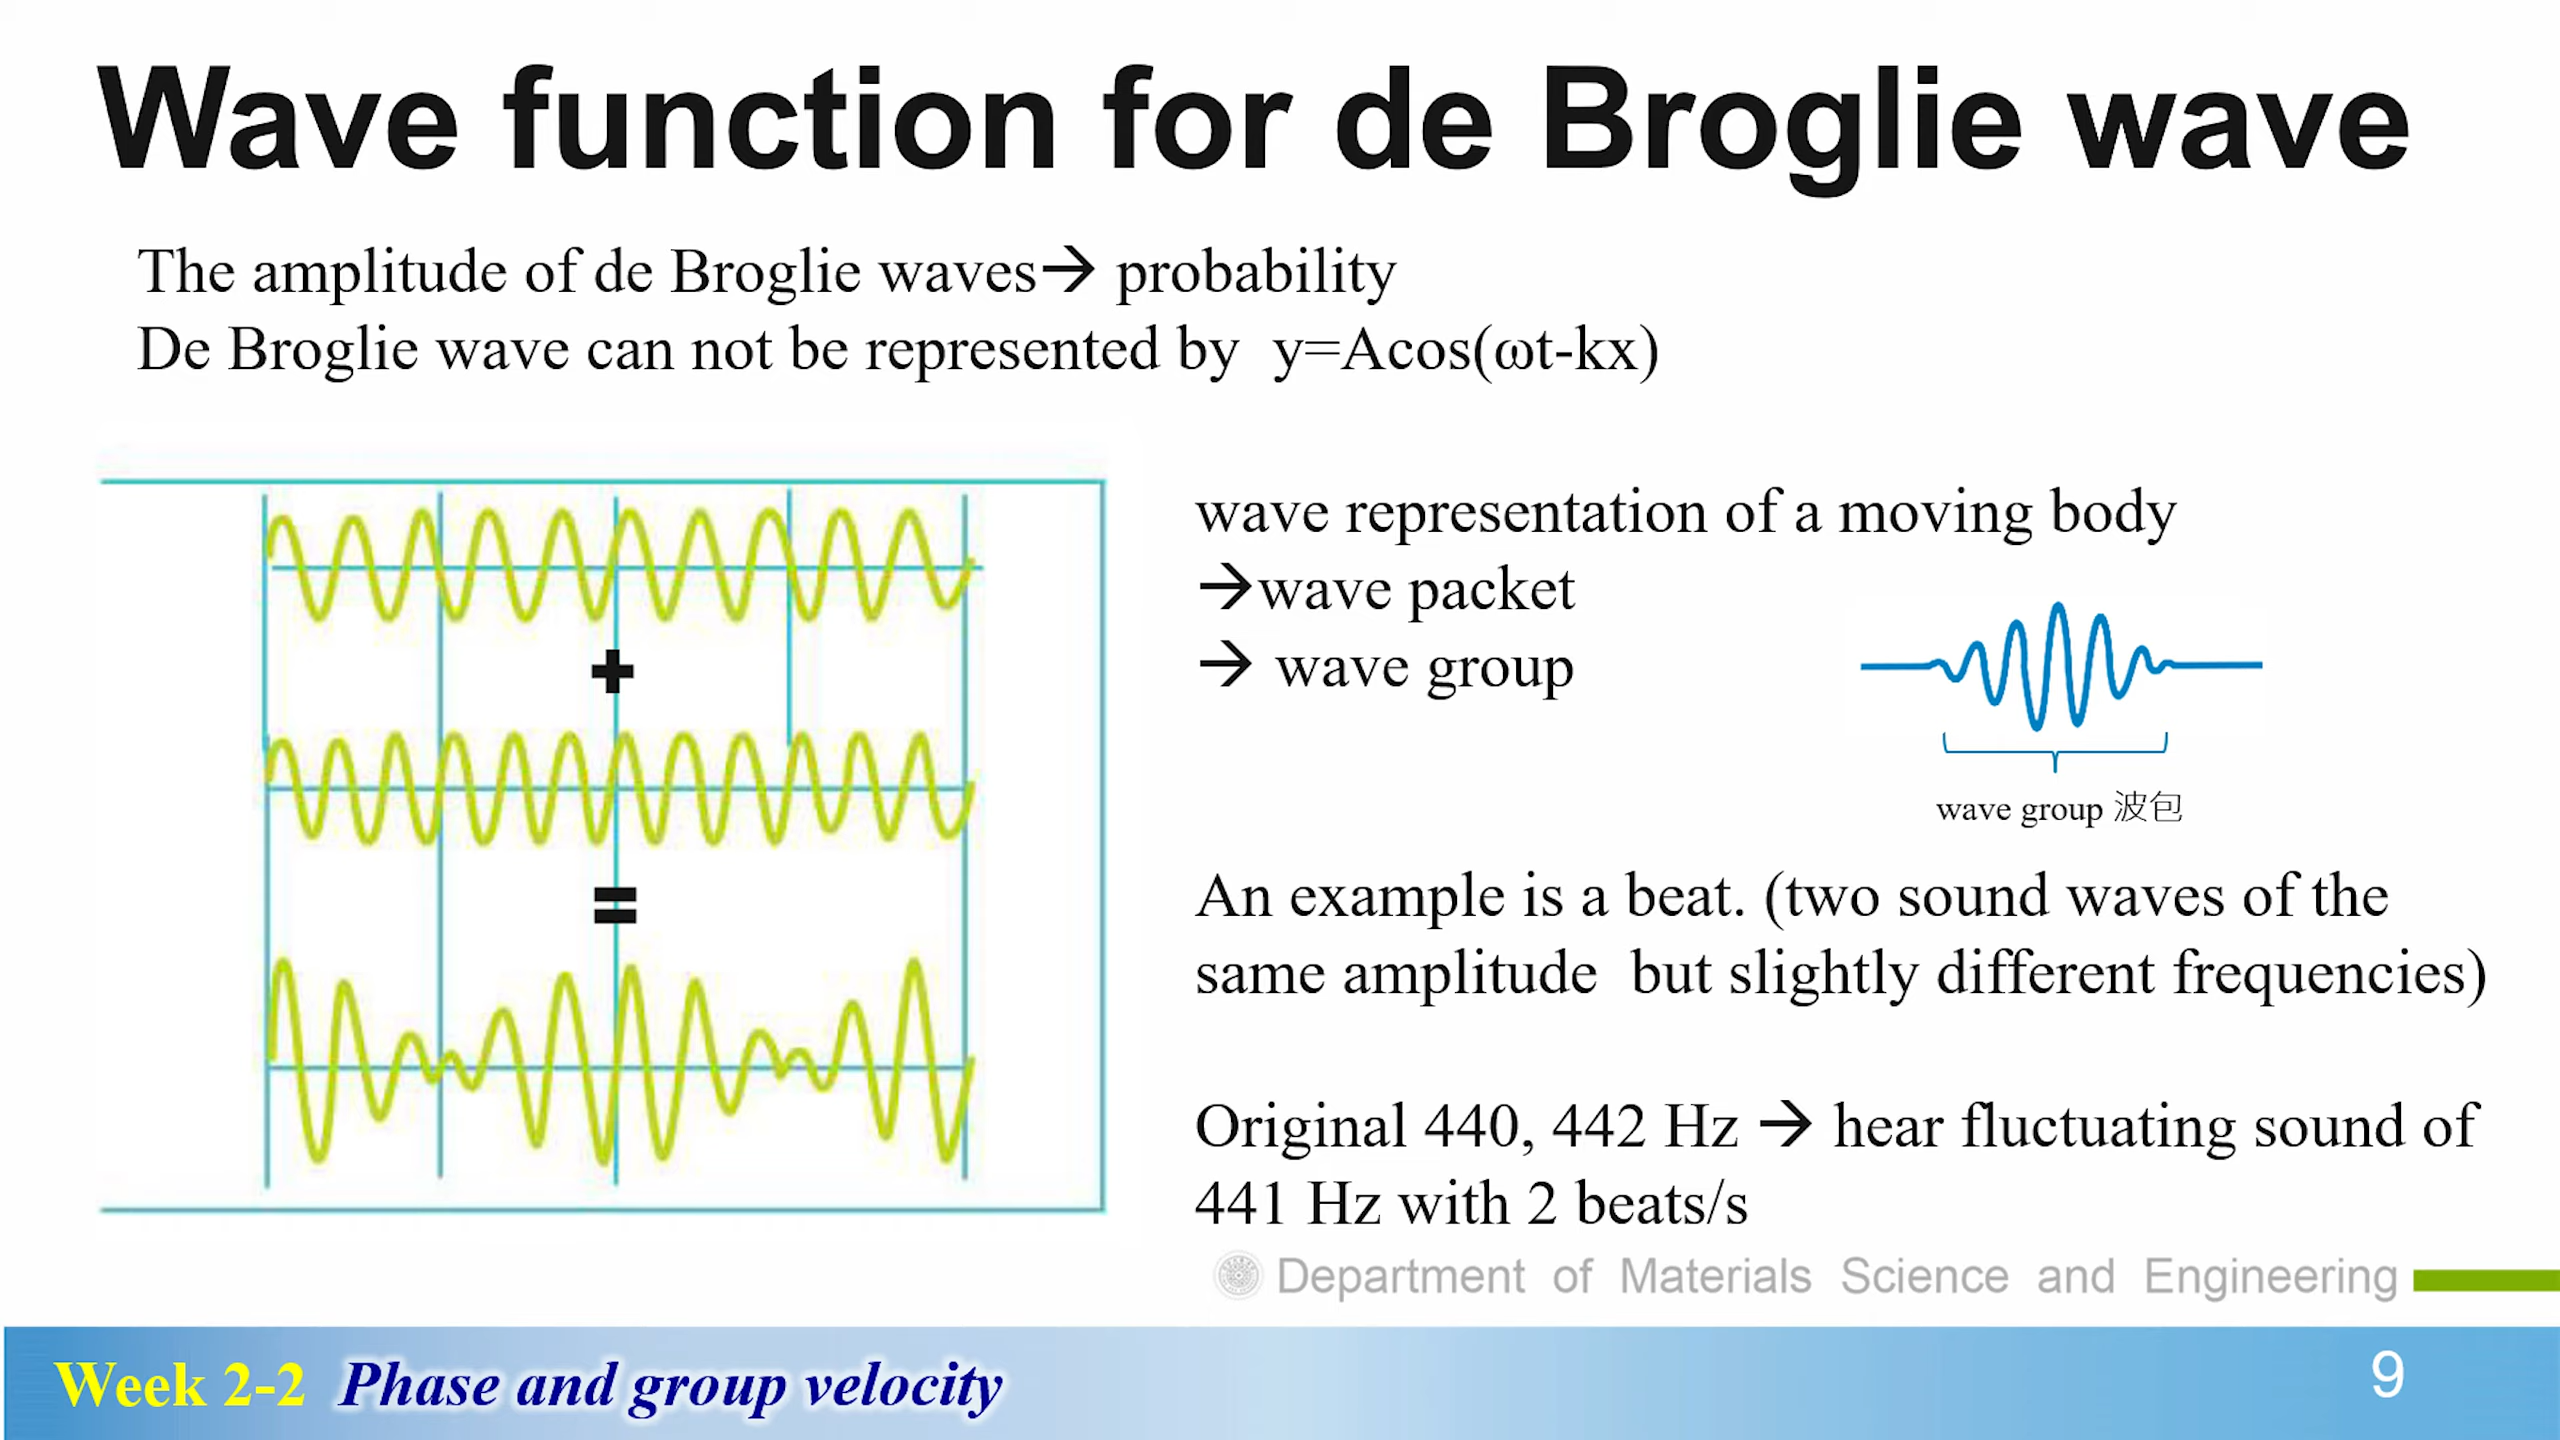 Wave function for de Broglie wave
The amplitude of de Broglie waves→ probability
De Broglie wave can not be represented by y=Acos(ωt-kx)
+
=
wave representation of a moving body
→wave packet
→ wave group
wave group 波包
An example is a beat. (two sound waves of the
same amplitude but slightly different frequencies)
Original 440, 442 Hz → hear fluctuating sound of
441 Hz with 2 beats/s
Department of Materials Science and Engineering
Week 2-2 Phase and group velocity
9